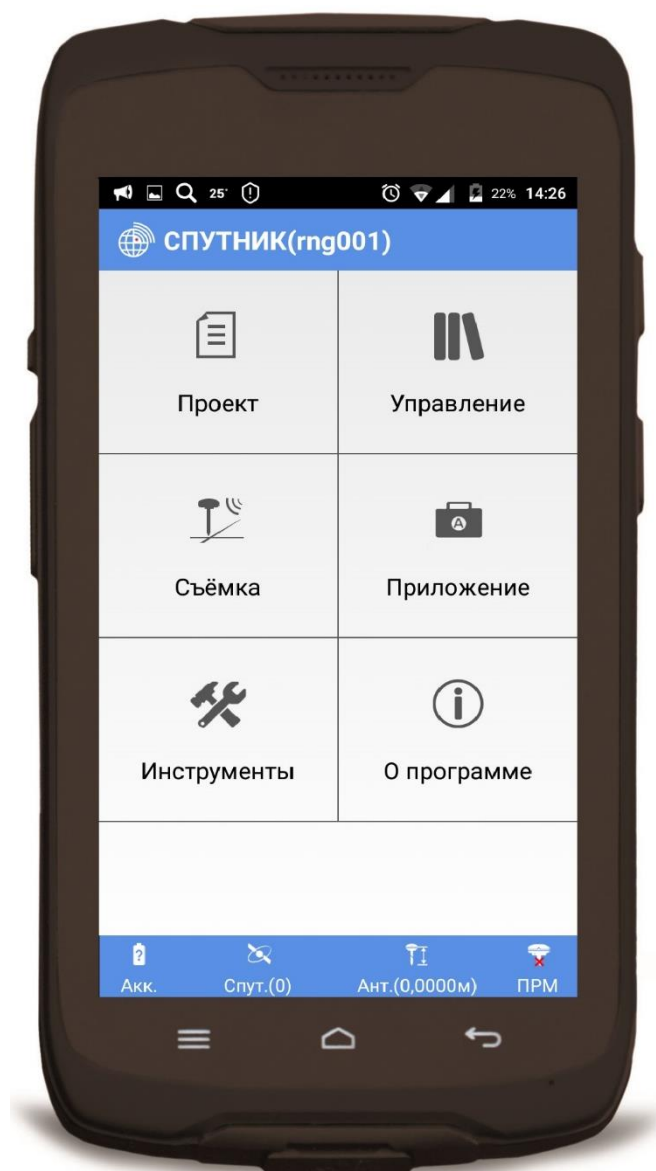 25° 22% 14:26
СПУТНИК(rng001)
Проект Управление
Съёмка Приложение
Инструменты О программе
? 
Акк. Спут.(0) Ант.(0,0000м) ПРМ